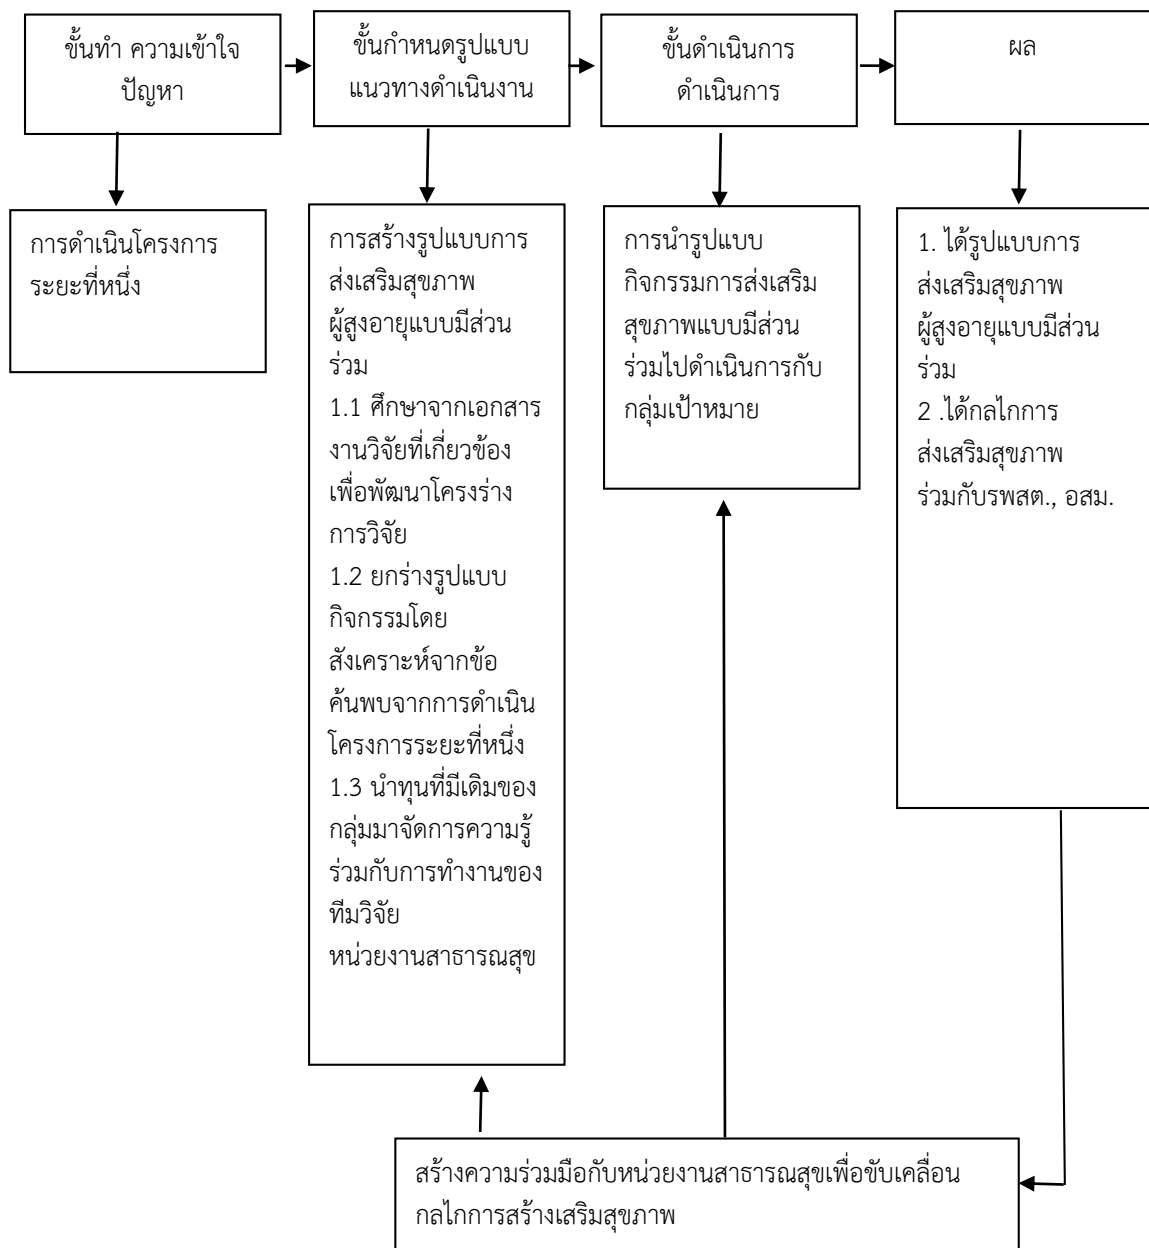 ขั้นทำ ความเข้าใจ
ปัญหา
ขั้นกำหนดรูปแบบ
แนวทางดำเนินงาน
ขั้นดำเนินการ
ดำเนินการ
ผล
การดำเนินโครงการ
ระยะที่หนึ่ง
การสร้างรูปแบบการ
ส่งเสริมสุขภาพ
ผู้สูงอายุแบบมีส่วน
ร่วม
1.1 ศึกษาจากเอกสาร
งานวิจัยที่เกี่ยวข้อง
เพื่อพัฒนาโครงร่าง
การวิจัย
1.2 ยกร่างรูปแบบ
กิจกรรมโดย
สังเคราะห์จากข้อ
ค้นพบจากการดำเนิน
โครงการระยะที่หนึ่ง
1.3 นำทุนที่มีเดิมของ
กลุ่มมาจัดการความรู้
ร่วมกับการทำงานของ
ทีมวิจัย
หน่วยงานสาธารณสุข
การนำรูปแบบ
กิจกรรมการส่งเสริม
สุขภาพแบบมีส่วน
ร่วมไปดำเนินการกับ
กลุ่มเป้าหมาย
1. ได้รูปแบบการ
ส่งเสริมสุขภาพ
ผู้สูงอายุแบบมีส่วน
ร่วม
2 .ได้กลไกการ
ส่งเสริมสุขภาพ
ร่วมกับรพสต., อสม.
สร้างความร่วมมือกับหน่วยงานสาธารณสุขเพื่อขับเคลื่อน
กลไกการสร้างเสริมสุขภาพ